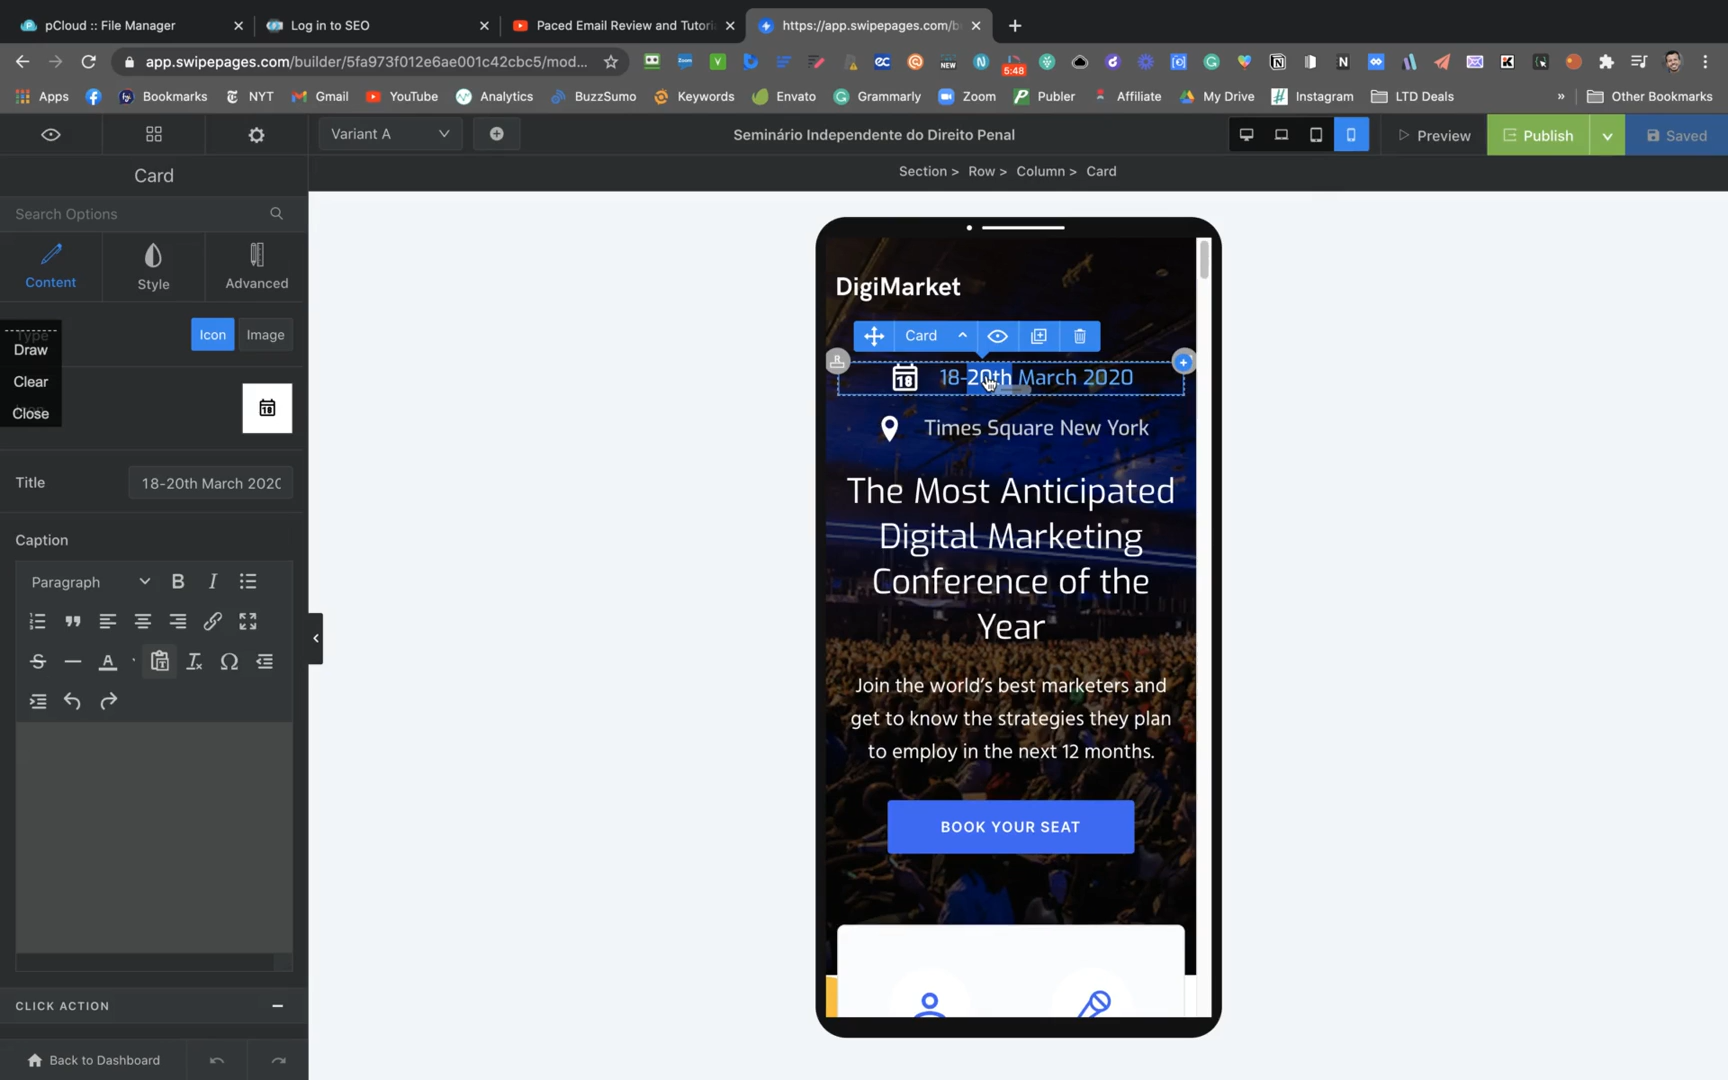 pCloud :: File Manager
Log in to SEO
Paced Email Review and Tutori
https://app.swipepages.com/b
app.swipepages.com/builder/5fa973f012e6ae001c42cbc5/mod...
5:48
Apps
Bookmarks
NYT
Gmail
YouTube
Analytics
BuzzSumo
Keywords
Envato
Grammarly
Zoom
Publer
Affiliate
My Drive
Instagram
LTD Deals
»
Other Bookmarks
Variant A
Seminário Independente do Direito Penal
Preview
Publish
Saved
Card
Section > Row > Column > Card
Search Options
Content
Style
Advanced
Type
Icon
Image
Draw
Clear
Close
Title
18-20th March 2020
Caption
Paragraph
CLICK ACTION
Back to Dashboard
DigiMarket
Card
18-20th March 2020
Times Square New York
The Most Anticipated
Digital Marketing
Conference of the
Year
Join the world’s best marketers and
get to know the strategies they plan
to employ in the next 12 months.
BOOK YOUR SEAT